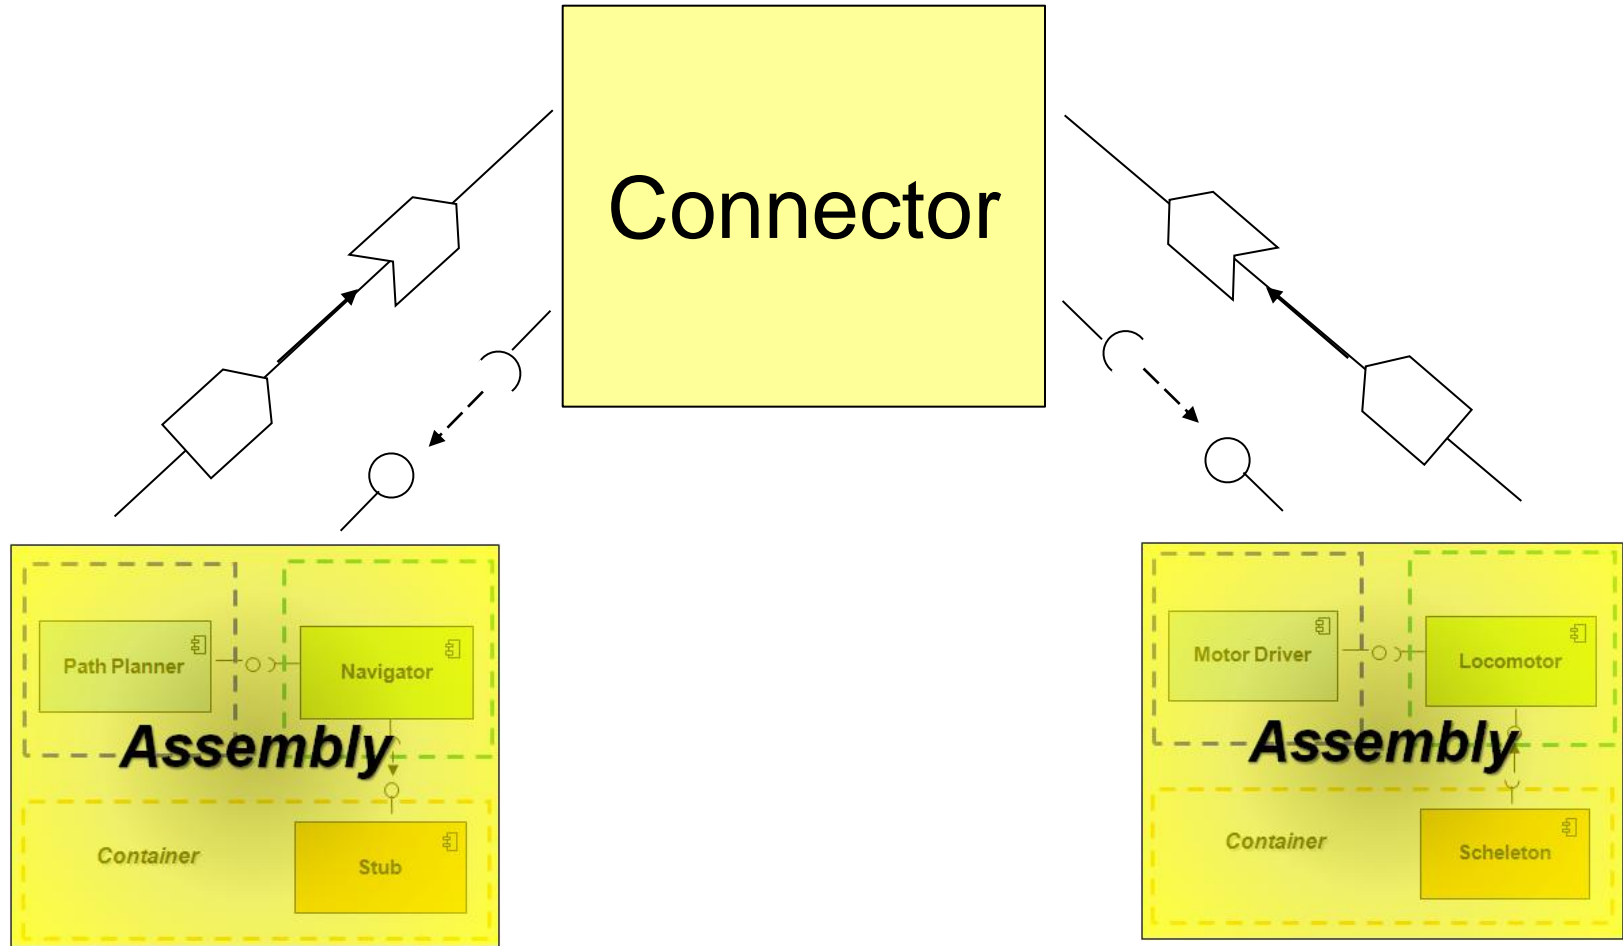 Connector
Path Planner
Navigator
Assembly
Container
Stub
Motor Driver
Locomotor
Assembly
Container
Scheleton